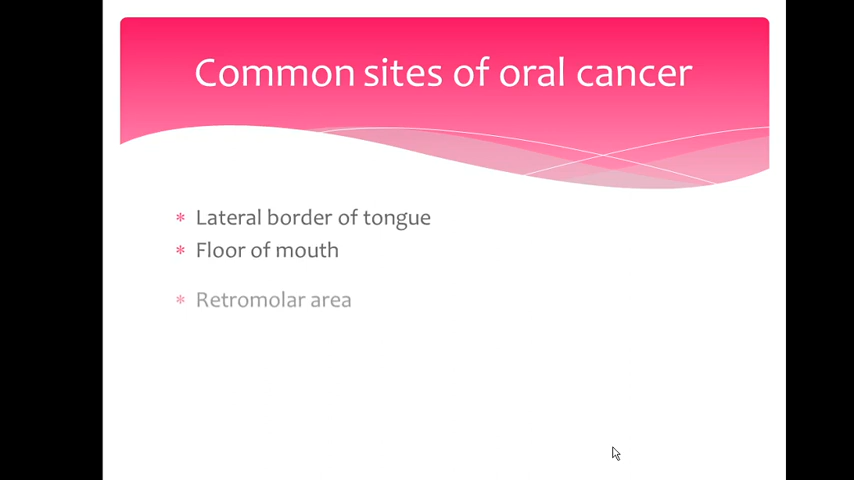 Common sites of oral cancer
* Lateral border of tongue
* Floor of mouth
* Retromolar area